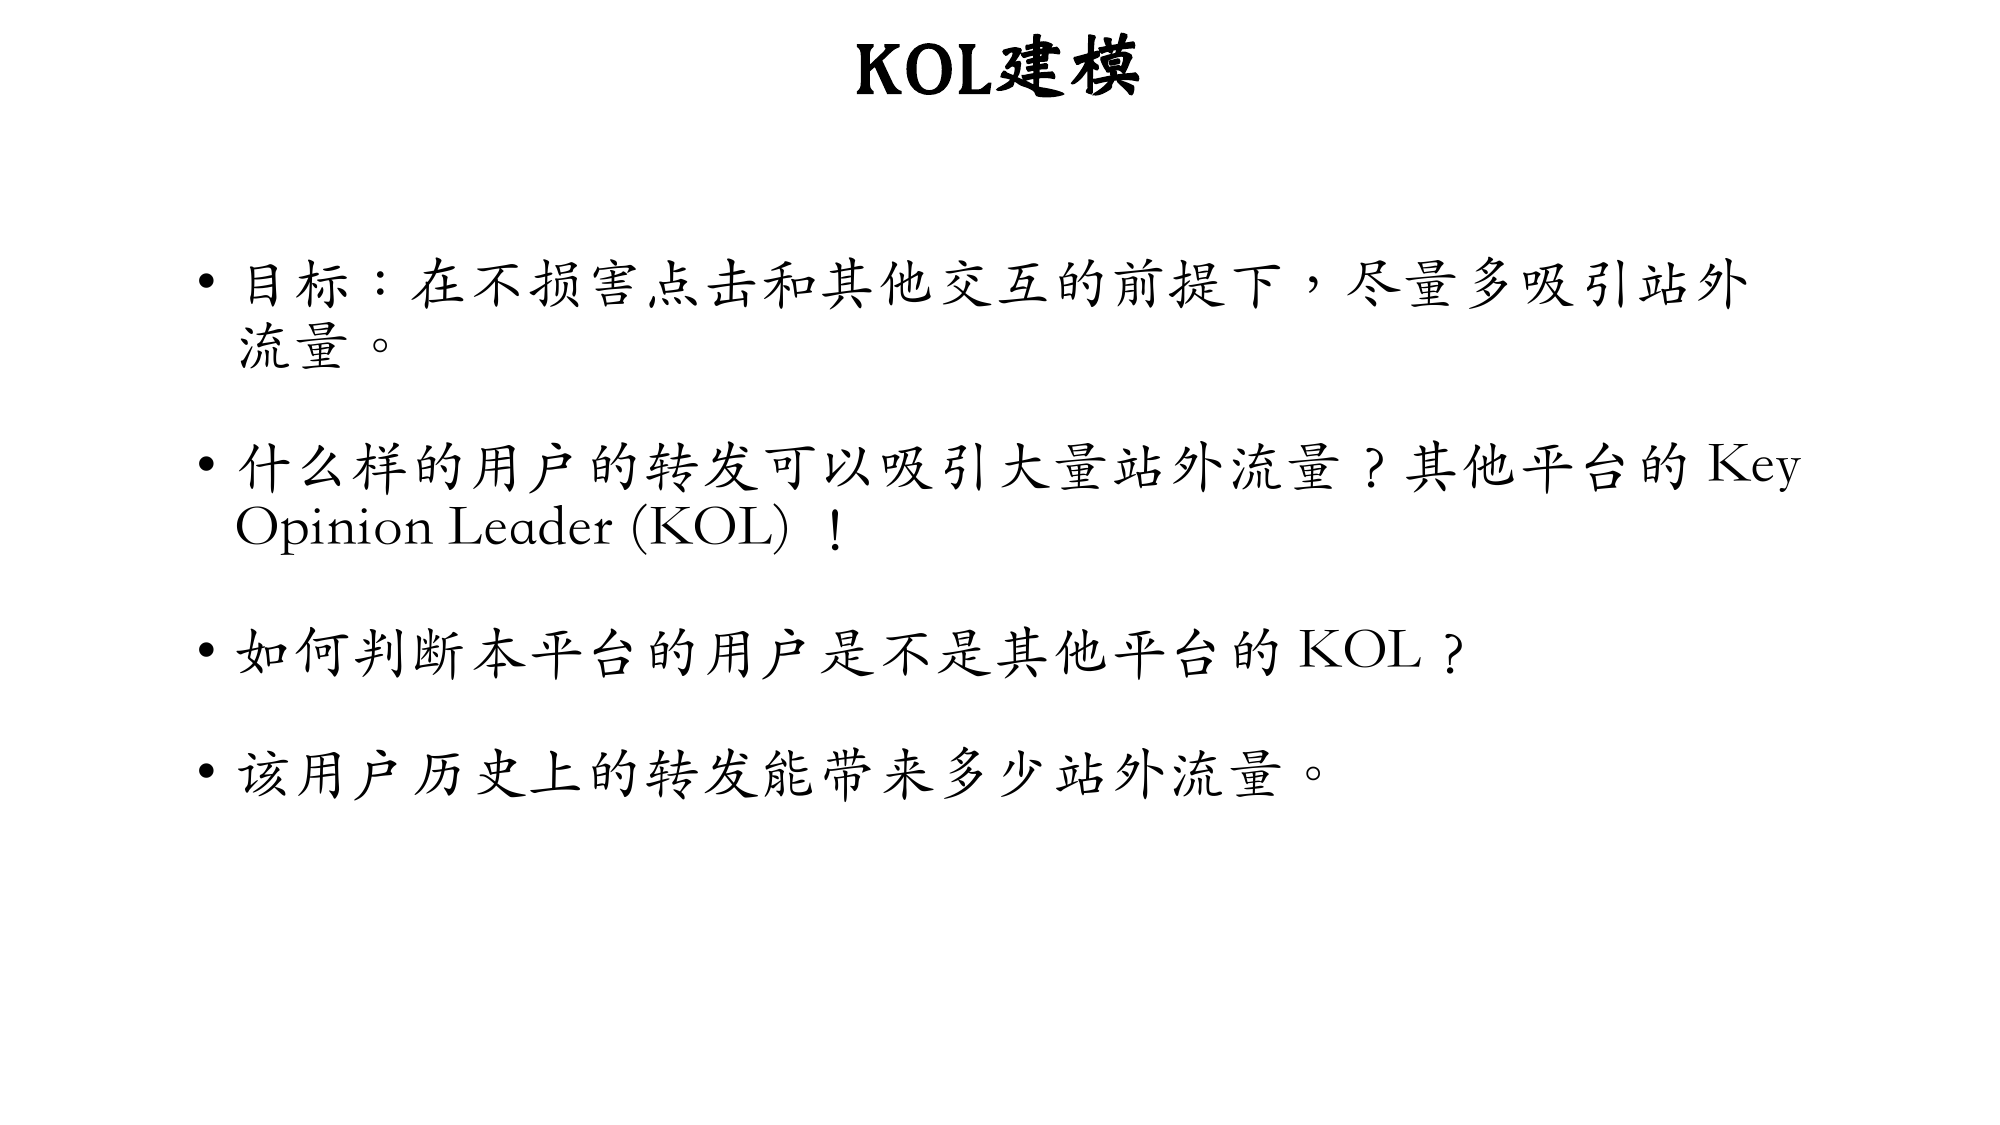 KOL建模
• 目标：在不损害点击和其他交互的前提下，尽量多吸引站外
流量。
• 什么样的用户的转发可以吸引大量站外流量？其他平台的 Key
Opinion Leader (KOL) ！
• 如何判断本平台的用户是不是其他平台的 KOL？
• 该用户历史上的转发能带来多少站外流量。